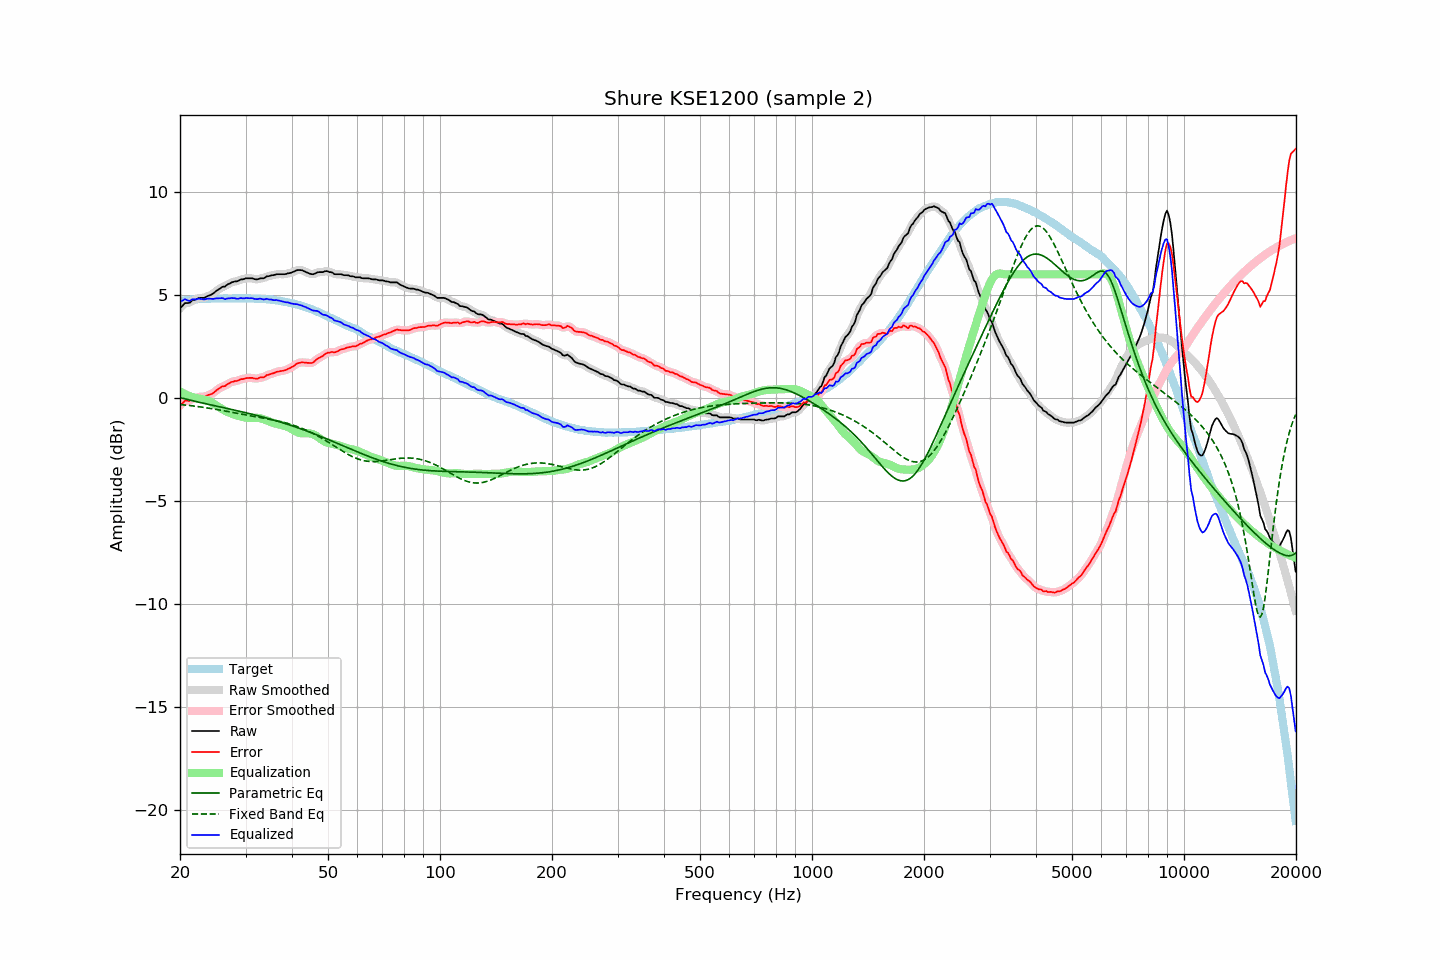 Shure KSE1200 (sample 2)
Amplitude (dBr)
10
5
0
−5
−10
−15
−20
Target
Raw Smoothed
Error Smoothed
Raw
Error
Equalization
Parametric Eq
Fixed Band Eq
Equalized
20 50 100 200 500 1000 2000 5000 10000 20000
Frequency (Hz)